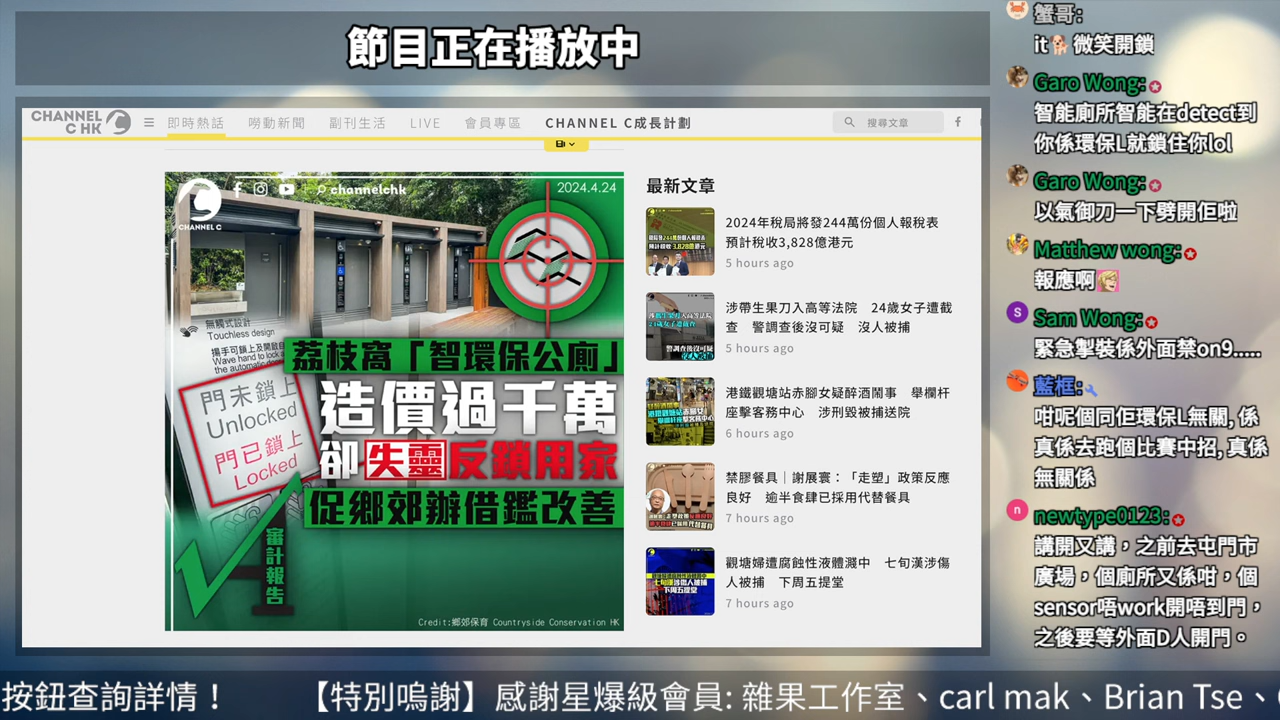 節目正在播放中
CHANNEL
C HK
即時熱話
勞動新聞
副刊生活
LIVE
會員專區
CHANNEL C成長計劃
搜尋文章
CHANNEL C
channelchk
2024.4.24
無觸式設計
Touchless design
揚手可鎖上及開啟自
Wave hand to lock a
the automatic
門未鎖上
Unlocked
門已鎖上
Locked
荔枝窩「智環保公廁」
造價過千萬
卻失靈反鎖用家
促鄉郊辦借鑑改善
審計報告
Credit:鄉郊保育 Countryside Conservation HK
最新文章
2024年稅局將發244萬份個人報稅表
預計稅收3,828億港元
5 hours ago
涉帶生果刀入高等法院 24歲女子遭截
查 警調查後沒可疑 沒人被捕
5 hours ago
港鐵觀塘站赤腳女疑醉酒鬧事 舉欄杆
座擊客務中心 涉刑毀被捕送院
6 hours ago
禁膠餐具｜謝展寰：「走塑」政策反應
良好 逾半食肆已採用代替餐具
7 hours ago
觀塘婦遭腐蝕性液體濺中 七旬漢涉傷
人被捕 下周五提堂
7 hours ago
蟹哥:
it🐕微笑開鎖
Garo Wong:
智能廁所智能在detect到
你係環保L就鎖住你lol
Garo Wong:
以氣御刀一下劈開佢啦
Matthew wong:
報應啊
Sam Wong:
緊急掣裝係外面禁on9.....
藍框:
咁呢個同佢環保L無關, 係
真係去跑個比賽中招, 真係
無關係
newtype0123:
講開又講，之前去屯門市
廣場，個廁所又係咁，個
sensor唔work開唔到門，
之後要等外面D人開門。
按鈕查詢詳情！ 【特別鳴謝】感謝星爆級會員: 雜果工作室、carl mak、Brian Tse、